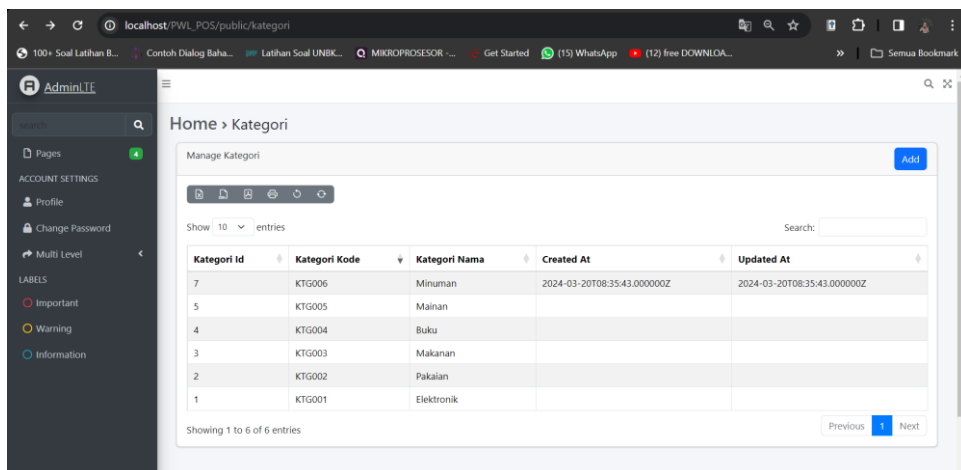 localhost/PWL_POS/public/kategori
100+ Soal Latihan B... Contoh Dialog Baha... Latihan Soal UNBK... MIKROPROSESOR -... Get Started (15) WhatsApp (12) free DOWNLOA... » Semua Bookmark
AdminLTE
search
Home › Kategori
Pages 4
Manage Kategori Add
ACCOUNT SETTINGS
Profile
Change Password
Show 10 entries Search:
Multi Level
LABELS
Important
Warning
Information
Kategori Id Kategori Kode Kategori Nama Created At Updated At
7 KTG006 Minuman 2024-03-20T08:35:43.000000Z 2024-03-20T08:35:43.000000Z
5 KTG005 Mainan
4 KTG004 Buku
3 KTG003 Makanan
2 KTG002 Pakaian
1 KTG001 Elektronik
Showing 1 to 6 of 6 entries Previous 1 Next